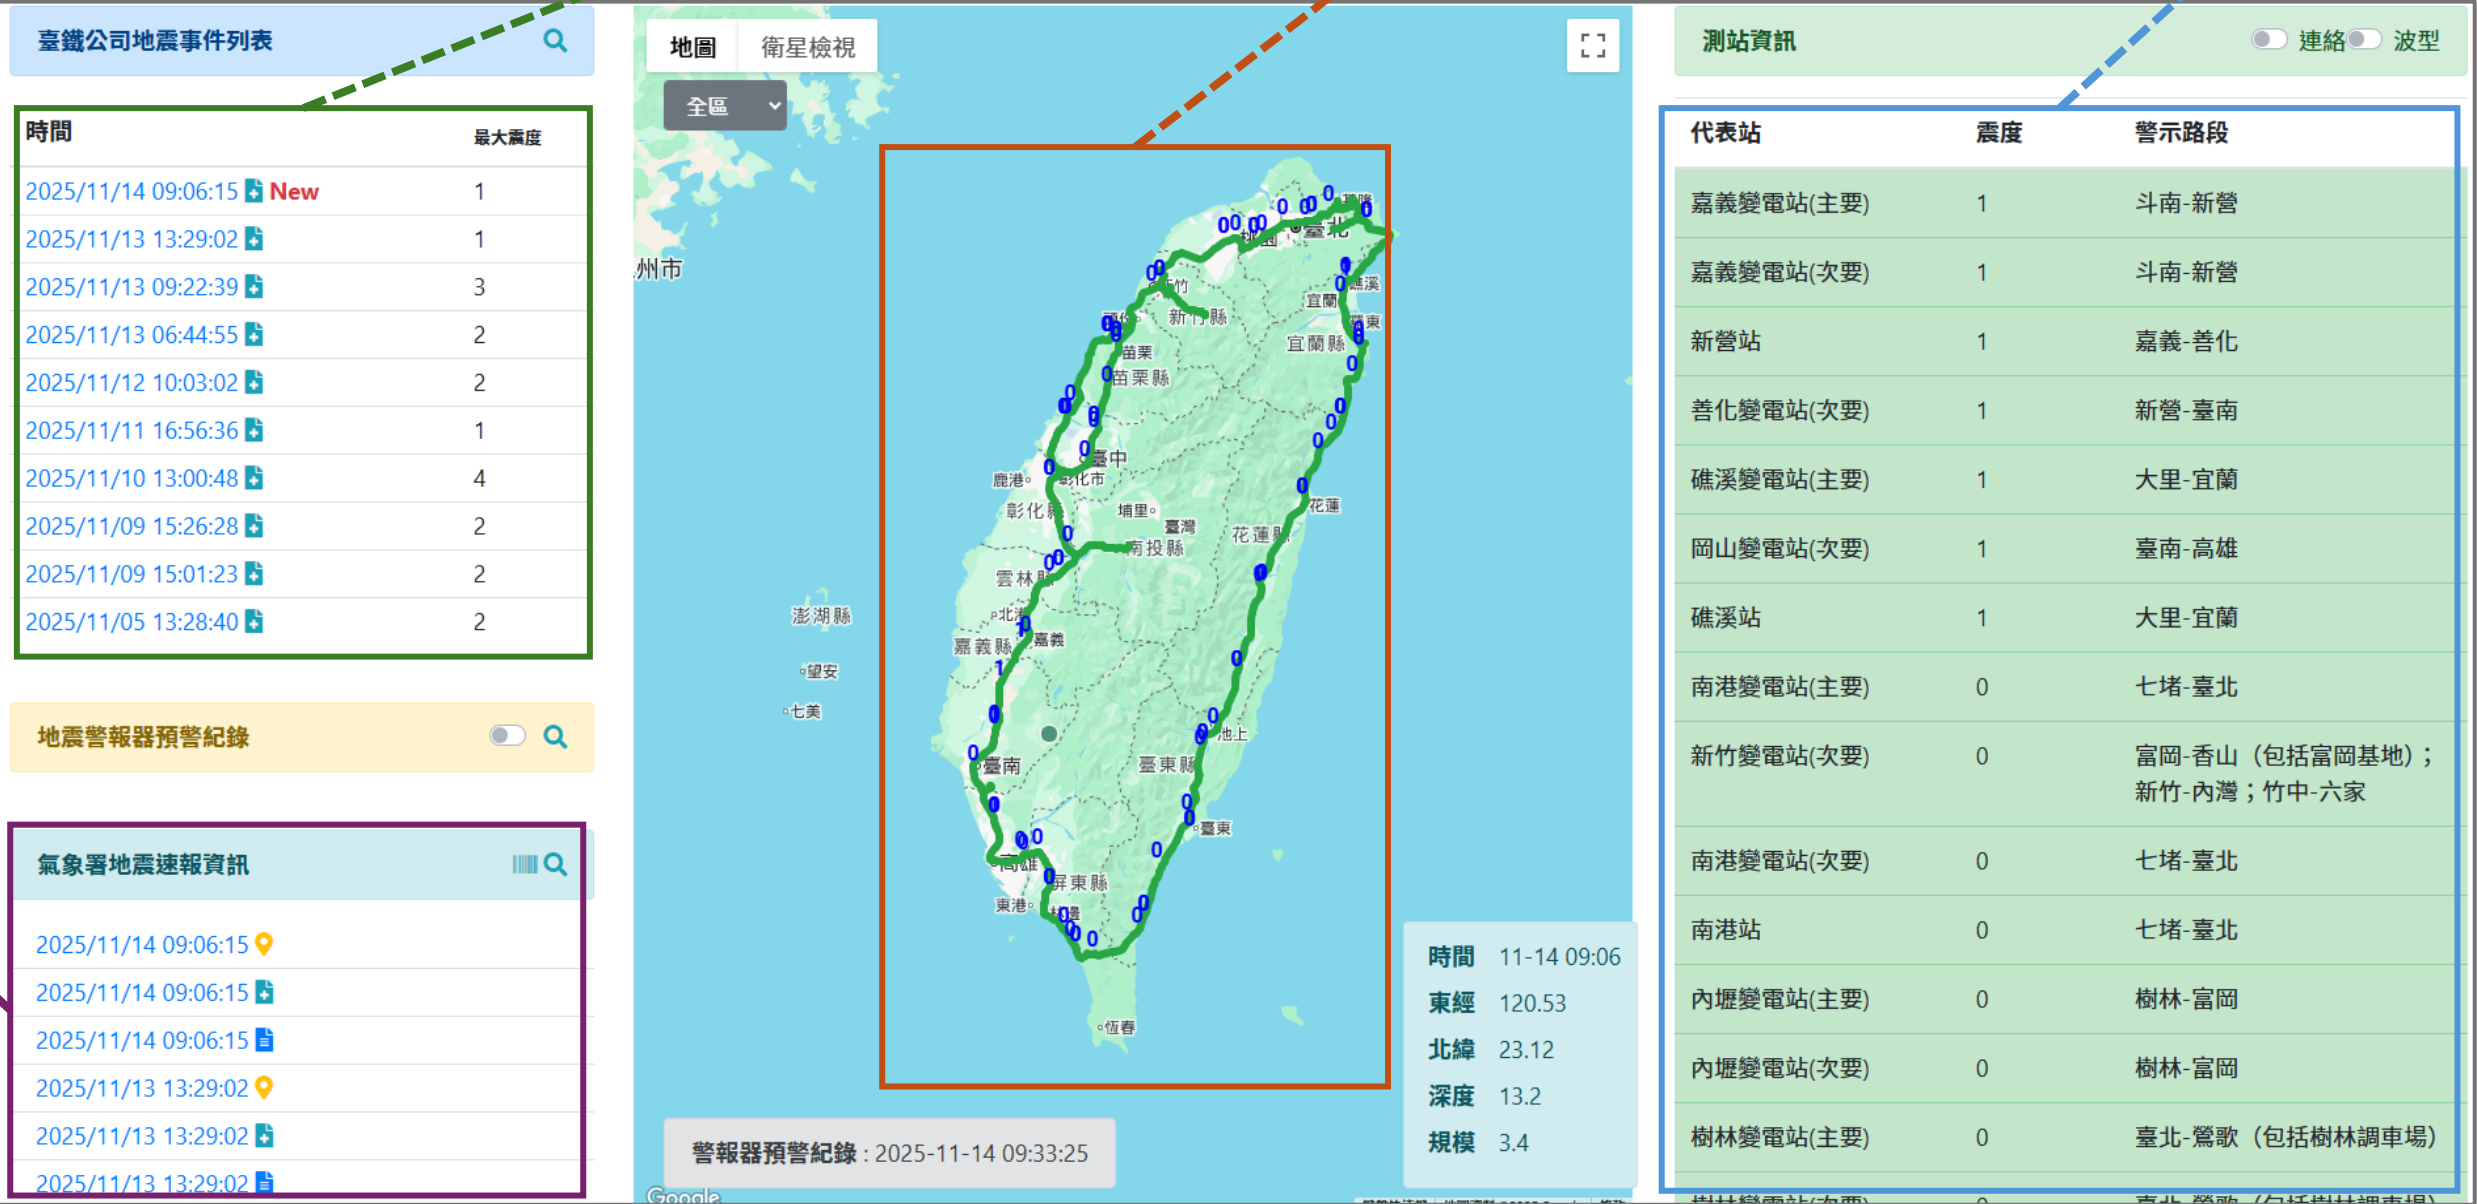 臺鐵公司地震事件列表
時間 最大震度
2025/11/14 09:06:15 New 1
2025/11/13 13:29:02 1
2025/11/13 09:22:39 3
2025/11/13 06:44:55 2
2025/11/12 10:03:02 2
2025/11/11 16:56:36 1
2025/11/10 13:00:48 4
2025/11/09 15:26:28 2
2025/11/09 15:01:23 2
2025/11/05 13:28:40 2
地震警報器預警紀錄
氣象署地震速報資訊
2025/11/14 09:06:15
2025/11/14 09:06:15
2025/11/14 09:06:15
2025/11/13 13:29:02
2025/11/13 13:29:02
2025/11/13 13:29:02
地圖 衛星檢視
全區
州市
臺北
新竹縣
礁溪
宜蘭
宜蘭縣
苗栗
苗栗縣
臺中
鹿港
彰化市
埔里
臺灣
花蓮
南投縣
澎湖縣
嘉義縣
嘉義
望安
七美
池上
臺南
臺東縣
臺東
高雄
屏東縣
東港
恆春
時間 11-14 09:06
東經 120.53
北緯 23.12
深度 13.2
規模 3.4
警報器預警紀錄 : 2025-11-14 09:33:25
Google
測站資訊 連絡 波型
代表站 震度 警示路段
嘉義變電站(主要) 1 斗南-新營
嘉義變電站(次要) 1 斗南-新營
新營站 1 嘉義-善化
善化變電站(次要) 1 新營-臺南
礁溪變電站(主要) 1 大里-宜蘭
岡山變電站(次要) 1 臺南-高雄
礁溪站 1 大里-宜蘭
南港變電站(主要) 0 七堵-臺北
新竹變電站(次要) 0 富岡-香山（包括富岡基地）；
新竹-內灣；竹中-六家
南港變電站(次要) 0 七堵-臺北
南港站 0 七堵-臺北
內壢變電站(主要) 0 樹林-富岡
內壢變電站(次要) 0 樹林-富岡
樹林變電站(主要) 0 臺北-鶯歌（包括樹林調車場）